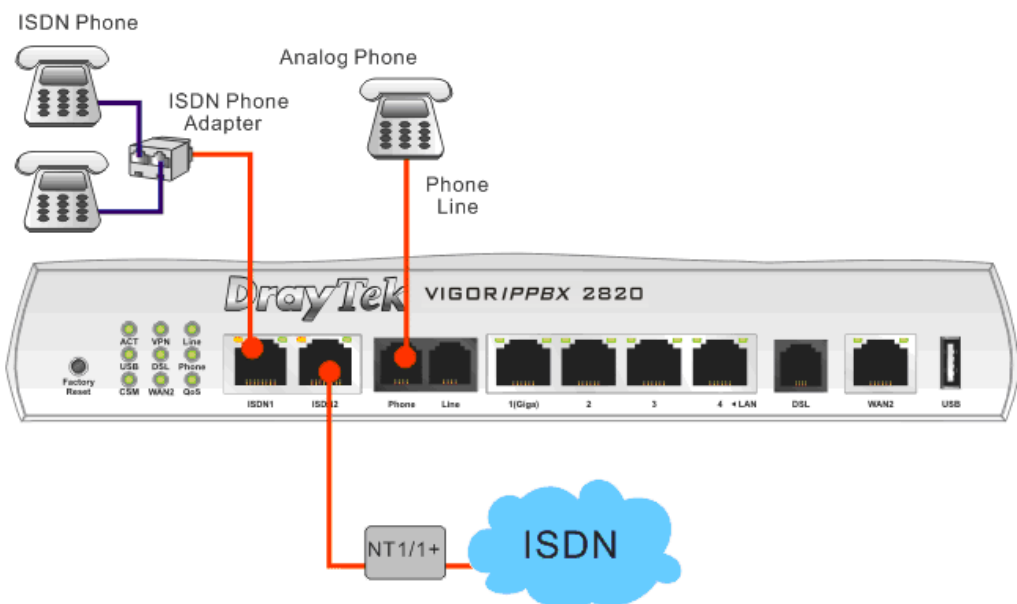 ISDN Phone
Analog Phone
ISDN Phone
Adapter
Phone
Line
DrayTek VIGORIPPBX 2820
ACT VPN Line
USB DSL Phone
CSM WAN2 QoS
Factory
Reset
ISDN1 ISDN2 Phone Line 1(Giga) 2 3 4 ◂LAN DSL WAN2 USB
NT1/1+
ISDN